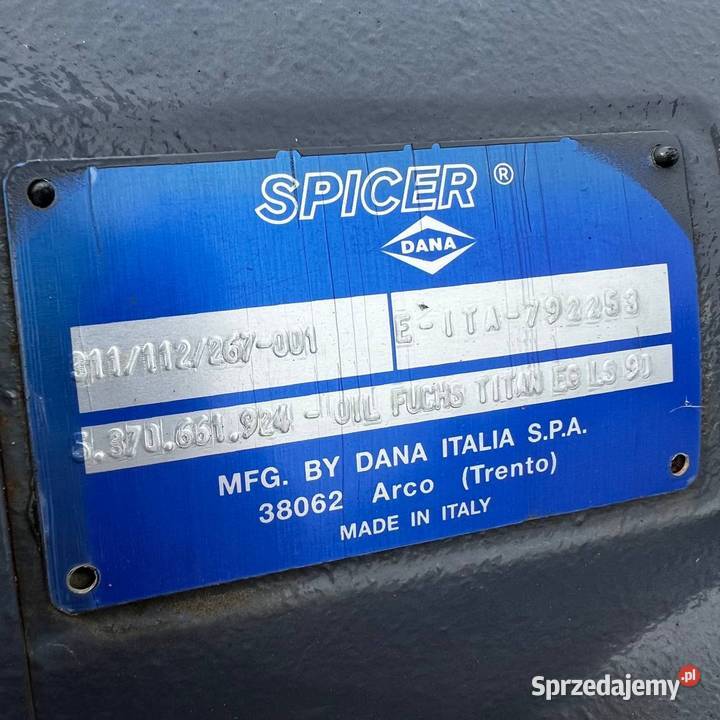 SPICER ®
DANA
311/112/267-001
E-ITA-792253
3.370.661.924 - OIL FUCHS TITAN EG LS 90
MFG. BY DANA ITALIA S.P.A.
38062 Arco (Trento)
MADE IN ITALY
Sprzedajemy.pl